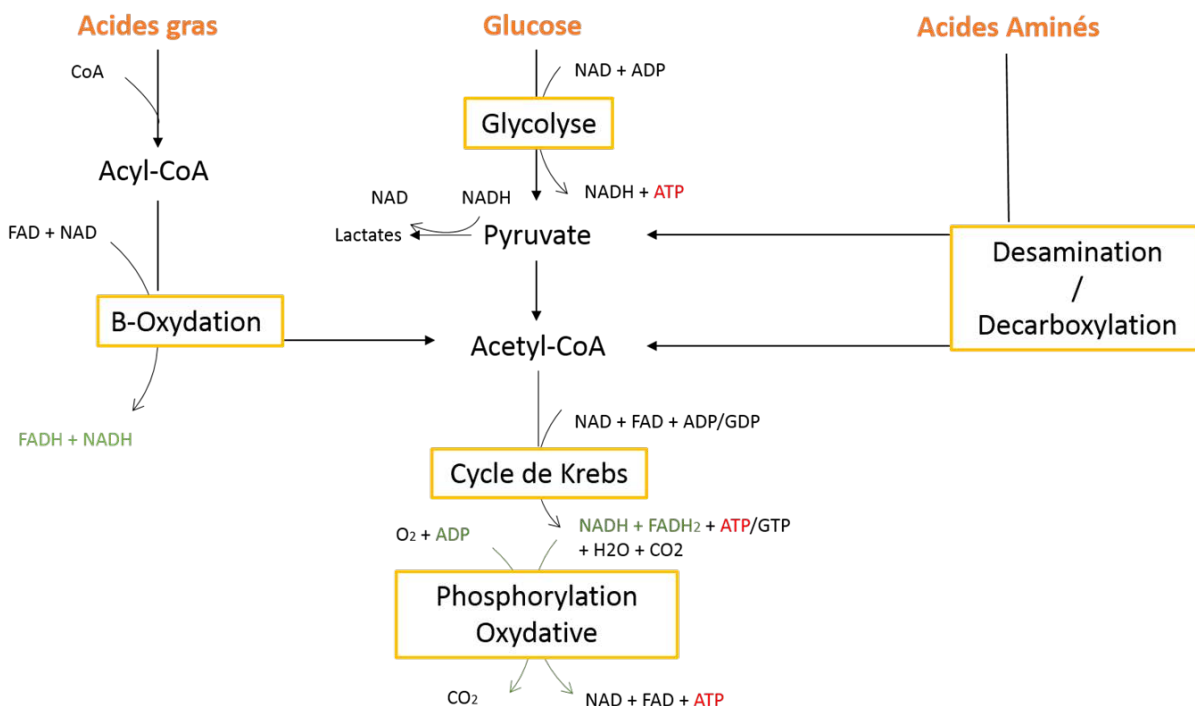 Acides gras
Glucose
Acides Aminés
CoA
NAD + ADP
Glycolyse
Acyl-CoA
NAD
NADH
NADH + ATP
FAD + NAD
Lactates
Pyruvate
Desamination
/
Decarboxylation
B-Oxydation
Acetyl-CoA
NAD + FAD + ADP/GDP
FADH + NADH
Cycle de Krebs
O₂ + ADP
NADH + FADH₂ + ATP/GTP
+ H2O + CO2
Phosphorylation
Oxydative
CO₂
NAD + FAD + ATP